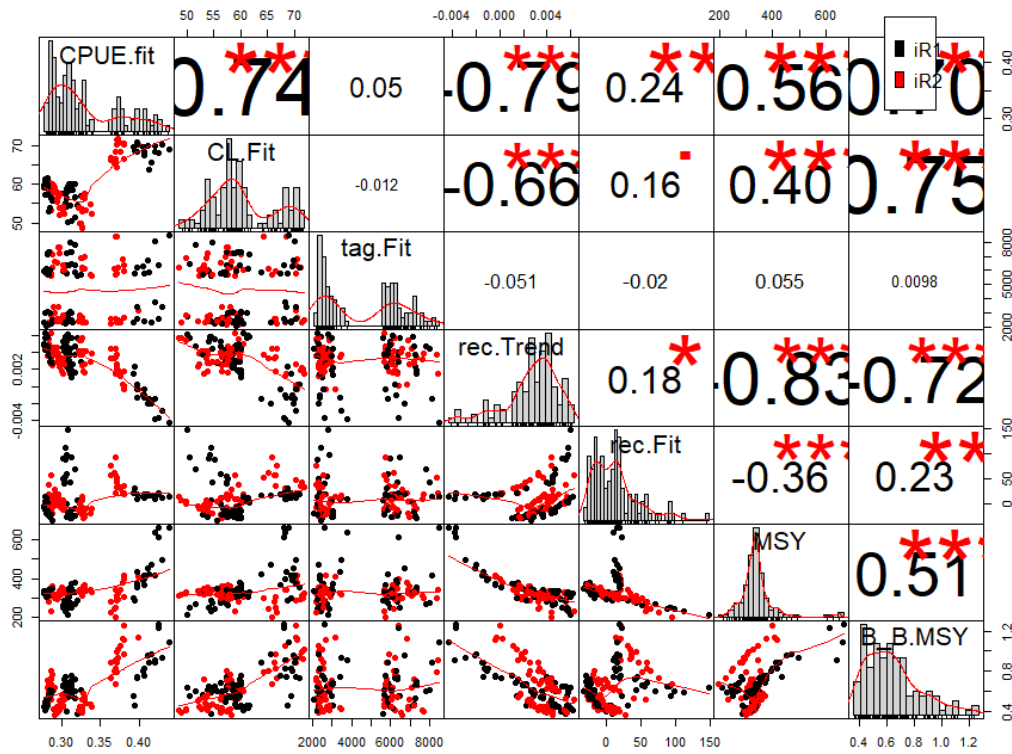 50 55 60 65 70 -0.004 0.000 0.004 200 400 600
CPUE.fit 0.74*** 0.05 -0.79*** 0.24** 0.56*** 0.70*** 0.30 0.40
iR1
iR2
50 60 70 CL.Fit -0.012 -0.66*** 0.16 . 0.40*** 0.75***
tag.Fit -0.051 -0.02 0.055 0.0098 2000 5000 8000
-0.004 0.002 rec.Trend 0.18* -0.83*** -0.72***
rec.Fit -0.36*** 0.23** 0 50 150
200 400 600 MSY 0.51***
B_B.MSY 0.4 0.8 1.2
0.30 0.35 0.40 2000 4000 6000 8000 0 50 100 150 0.4 0.6 0.8 1.0 1.2